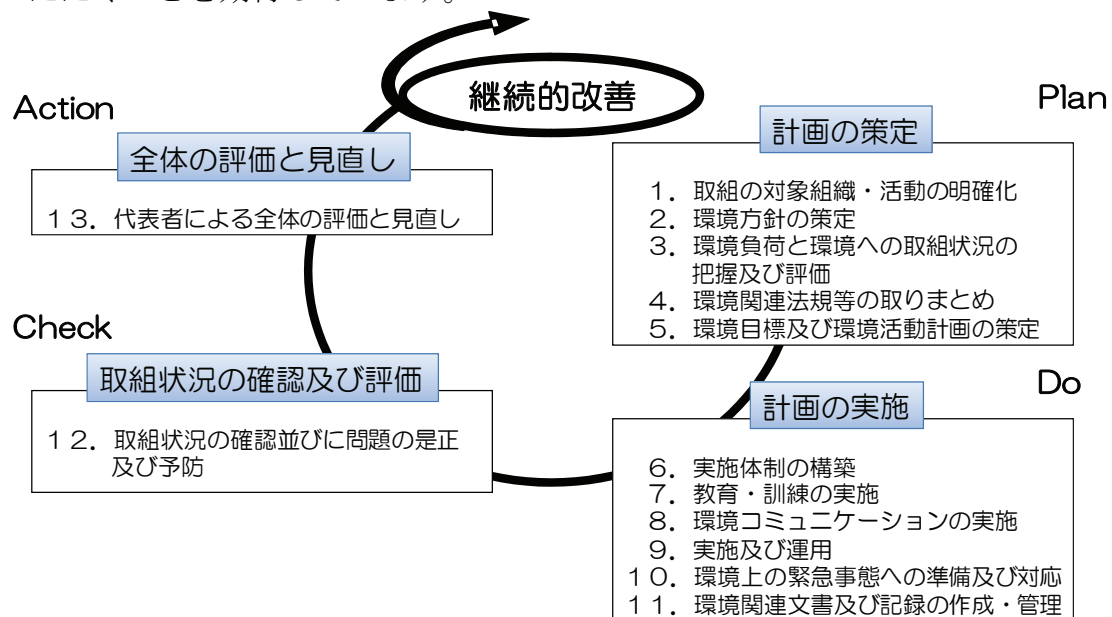 継続的改善
Plan
計画の策定
1．取組の対象組織・活動の明確化
2．環境方針の策定
3．環境負荷と環境への取組状況の
把握及び評価
4．環境関連法規等の取りまとめ
5．環境目標及び環境活動計画の策定
Do
計画の実施
6．実施体制の構築
7．教育・訓練の実施
8．環境コミュニケーションの実施
9．実施及び運用
10．環境上の緊急事態への準備及び対応
11．環境関連文書及び記録の作成・管理
Check
取組状況の確認及び評価
12．取組状況の確認並びに問題の是正
及び予防
Action
全体の評価と見直し
13．代表者による全体の評価と見直し